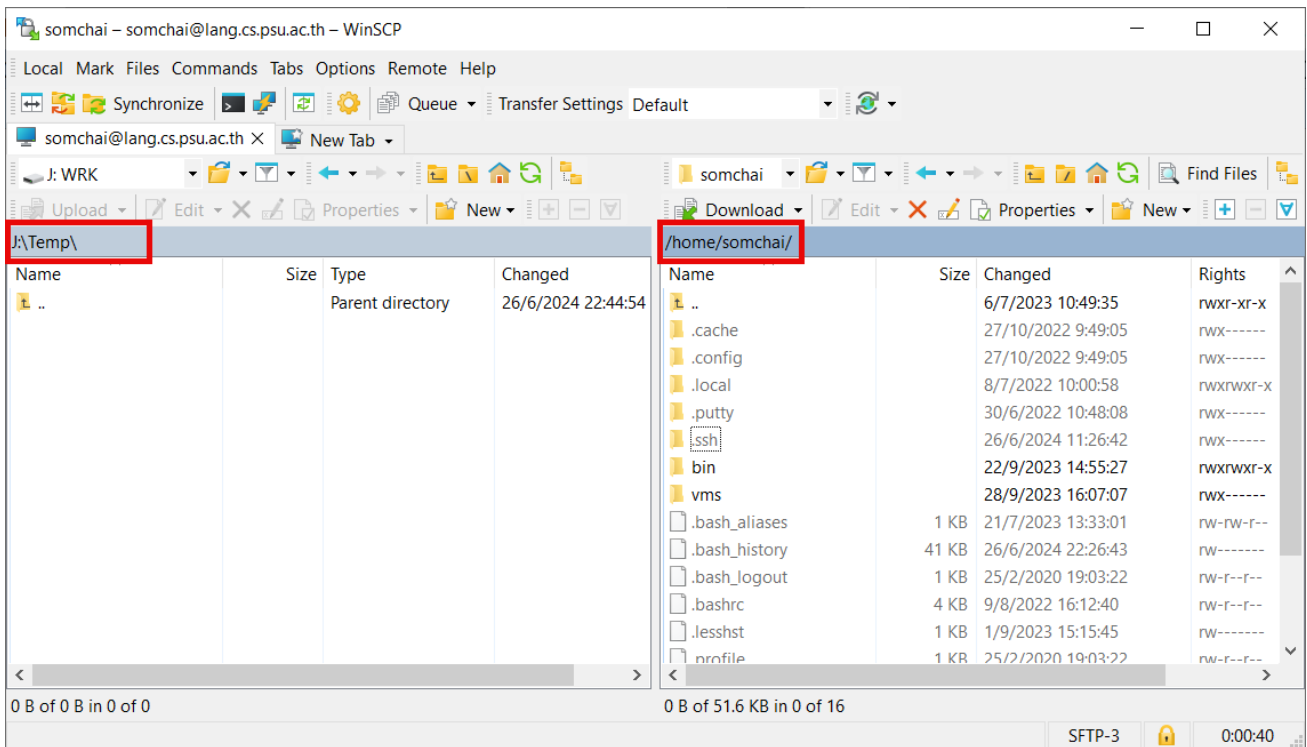 somchai – somchai@lang.cs.psu.ac.th – WinSCP
Local Mark Files Commands Tabs Options Remote Help
Synchronize Queue Transfer Settings Default
somchai@lang.cs.psu.ac.th New Tab
J: WRK
somchai Find Files
Upload Edit Properties New
Download Edit Properties New
J:\Temp\
/home/somchai/
Name Size Type Changed
.. Parent directory 26/6/2024 22:44:54
Name Size Changed Rights
.. 6/7/2023 10:49:35 rwxr-xr-x
.cache 27/10/2022 9:49:05 rwx------
.config 27/10/2022 9:49:05 rwx------
.local 8/7/2022 10:00:58 rwxrwxr-x
.putty 30/6/2022 10:48:08 rwx------
.ssh 26/6/2024 11:26:42 rwx------
bin 22/9/2023 14:55:27 rwxrwxr-x
vms 28/9/2023 16:07:07 rwx------
.bash_aliases 1 KB 21/7/2023 13:33:01 rw-rw-r--
.bash_history 41 KB 26/6/2024 22:26:43 rw-------
.bash_logout 1 KB 25/2/2020 19:03:22 rw-r--r--
.bashrc 4 KB 9/8/2022 16:12:40 rw-r--r--
.lesshst 1 KB 1/9/2023 15:15:45 rw-------
.profile 1 KB 25/2/2020 19:03:22 rw-r--r--
0 B of 0 B in 0 of 0
0 B of 51.6 KB in 0 of 16
SFTP-3 0:00:40